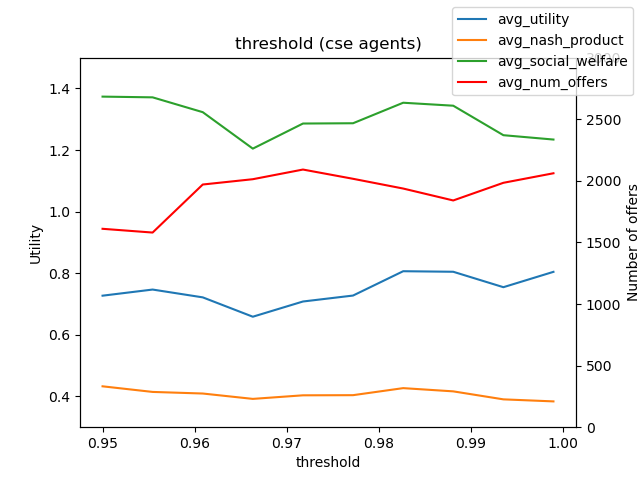 threshold (cse agents)
avg_utility
avg_nash_product
avg_social_welfare
avg_num_offers
Utility
1.4
1.2
1.0
0.8
0.6
0.4
3000
2500
2000
1500
1000
500
0
Number of offers
0.95 0.96 0.97 0.98 0.99 1.00
threshold